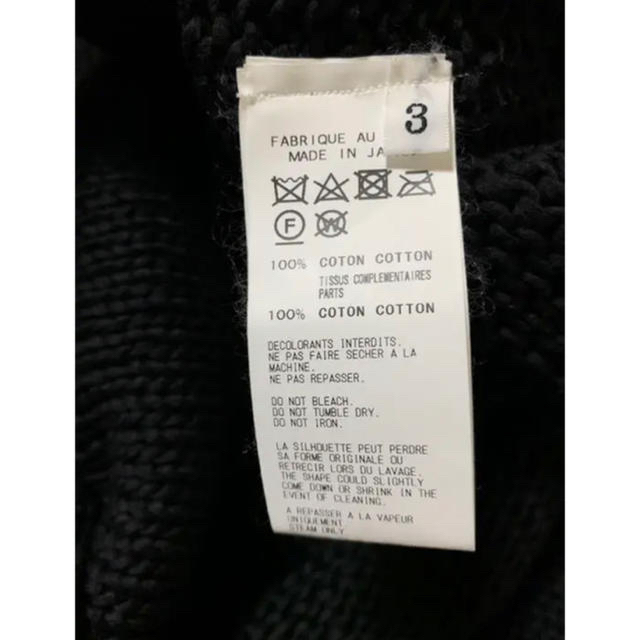 3
FABRIQUE AU
MADE IN
F W
100% COTON COTTON
TISSUS COMPLEMENTAIRES
PARTS
100% COTON COTTON
DECOLORANTS INTERDITS.
NE PAS FAIRE SECHER A LA
MACHINE.
NE PAS REPASSER.
DO NOT BLEACH.
DO NOT TUMBLE DRY.
DO NOT IRON.
LA SILHOUETTE PEUT PERDRE
SA FORME ORIGINALE OU
RETRECIR LORS DU LAVAGE.
THE SHAPE COULD SLIGHTLY
COME DOWN OR SHRINK IN THE
EVENT OF CLEANING.
A REPASSER A LA VAPEUR
UNIQUEMENT
STEAM ONLY